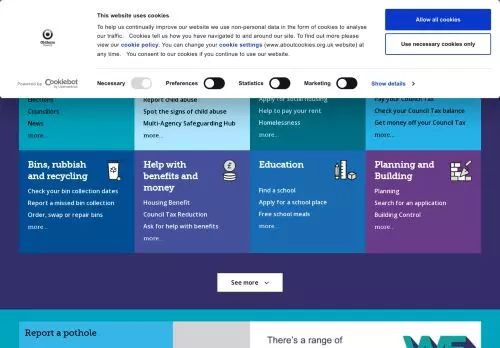 This website uses cookies
To help us continually improve our website we use non-personal data in the form of cookies to analyse
our traffic. Cookies tell us how you have navigated to and around our site. To find out more please
view our cookie policy. You can change your cookie settings (www.aboutcookies.org.uk website) at
any time. You consent to our cookies if you continue to use our website.
Allow all cookies
Use necessary cookies only
Powered by Cookiebot
Necessary
Preferences
Statistics
Marketing
Show details
Elections
Councillors
News
more...
Report child abuse
Spot the signs of child abuse
Multi-Agency Safeguarding Hub
more...
Apply for social housing
Help to pay your rent
Homelessness
more...
Pay your Council Tax
Check your Council Tax balance
Get money off your Council Tax
more...
Bins, rubbish
and recycling
Check your bin collection dates
Report a missed bin collection
Order, swap or repair bins
more...
Help with
benefits and
money
Housing Benefit
Council Tax Reduction
Ask for help with benefits
more...
Education
Find a school
Apply for a school place
Free school meals
more...
Planning and
Building
Planning
Search for an application
Building Control
more...
See more
Report a pothole
There's a range of